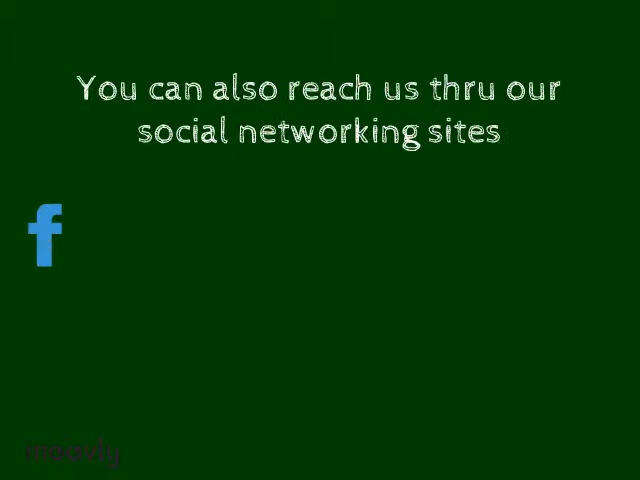 You can also reach us thru our
social networking sites
f
moovly